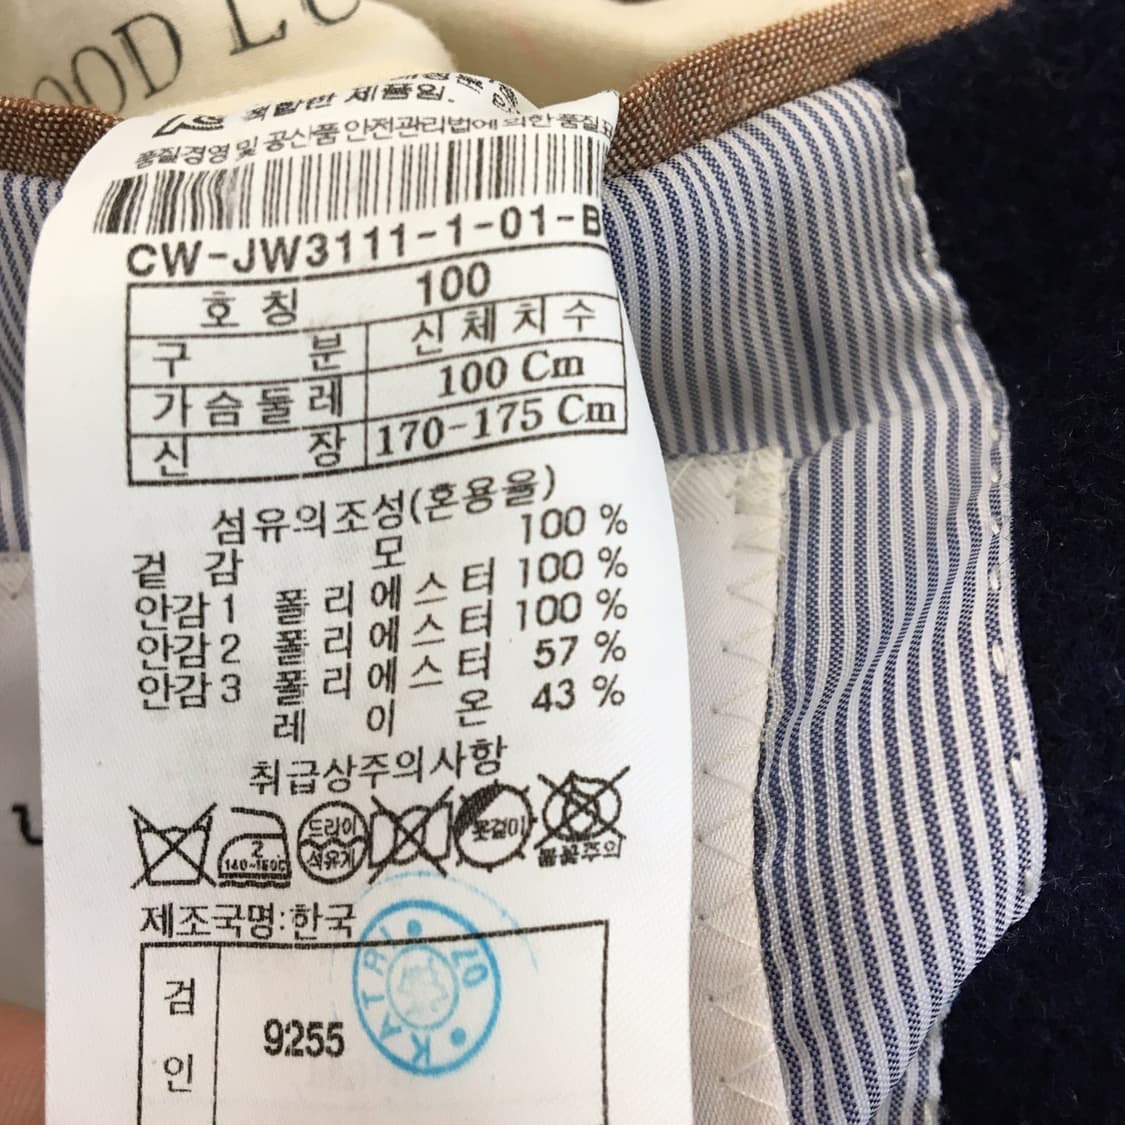 OOD LU
제품임.
품질경영 및 공산품 안전관리법에 의한 품질표
CW-JW3111-1-01-B
호 칭 100
구 분 신 체 치 수
가 슴 둘 레 100 Cm
신 장 170-175 Cm
섬유의조성(혼용율)
겉 감 모 100 %
안감 1 폴 리 에 스 터 100 %
안감 2 폴 리 에 스 터 100 %
안감 3 폴 리 에 스 터 57 %
레 이 온 43 %
취급상주의사항
2
140~160C
드라이
석유계
옷걸이
불꽃주의
제조국명:한국
검
인
9255
KATRI 07